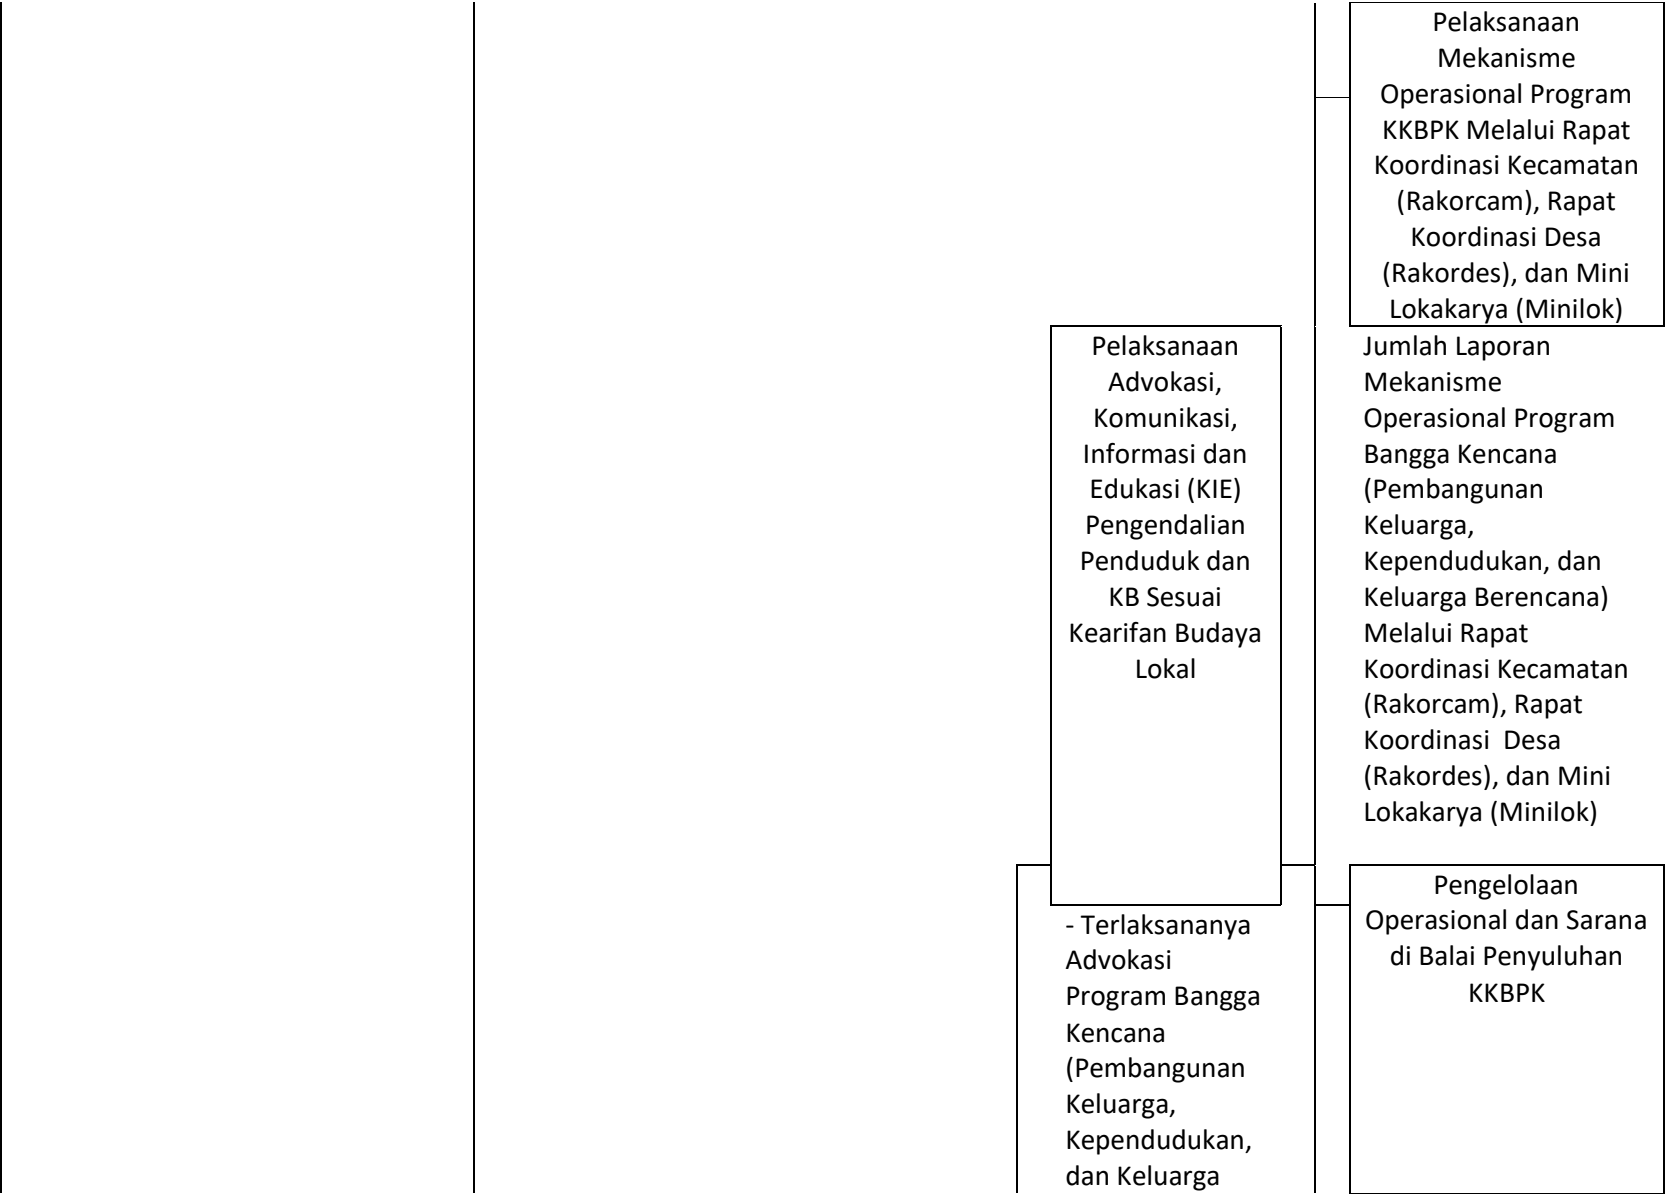 Pelaksanaan
Mekanisme
Operasional Program
KKBPK Melalui Rapat
Koordinasi Kecamatan
(Rakorcam), Rapat
Koordinasi Desa
(Rakordes), dan Mini
Lokakarya (Minilok)
Pelaksanaan
Advokasi,
Komunikasi,
Informasi dan
Edukasi (KIE)
Pengendalian
Penduduk dan
KB Sesuai
Kearifan Budaya
Lokal
Jumlah Laporan
Mekanisme
Operasional Program
Bangga Kencana
(Pembangunan
Keluarga,
Kependudukan, dan
Keluarga Berencana)
Melalui Rapat
Koordinasi Kecamatan
(Rakorcam), Rapat
Koordinasi  Desa
(Rakordes), dan Mini
Lokakarya (Minilok)
- Terlaksananya
Advokasi
Program Bangga
Kencana
(Pembangunan
Keluarga,
Kependudukan,
dan Keluarga
Pengelolaan
Operasional dan Sarana
di Balai Penyuluhan
KKBPK